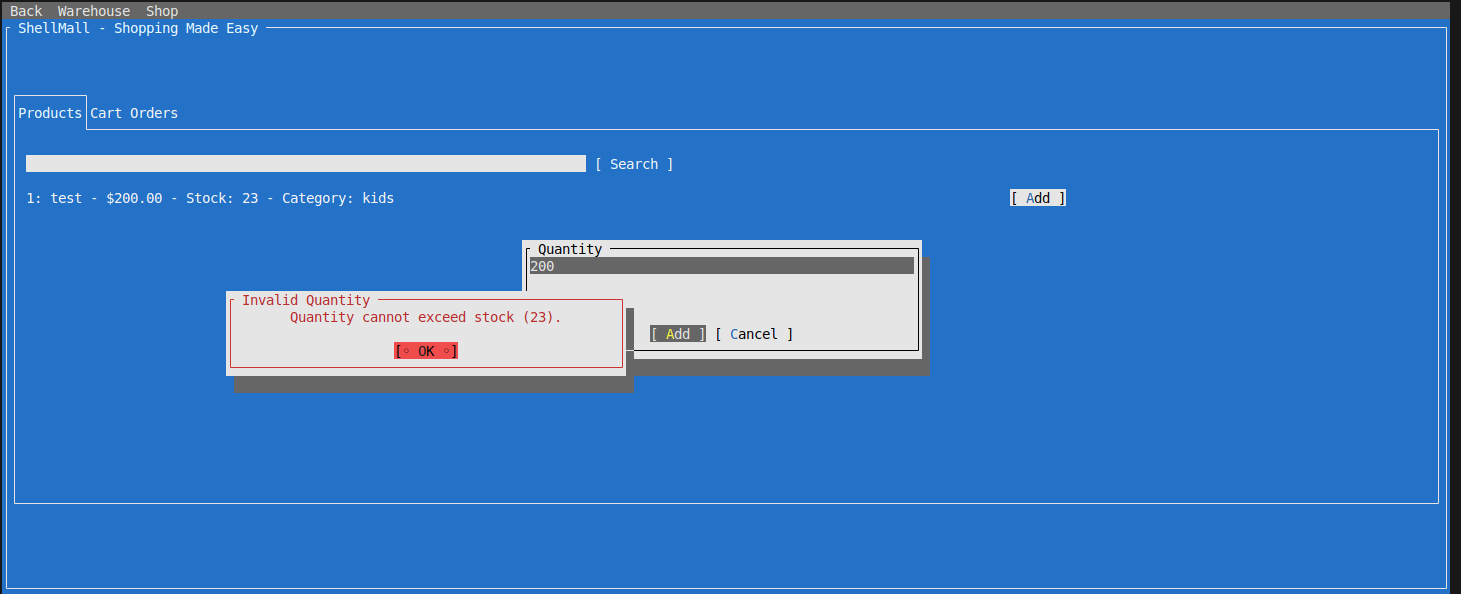 Back Warehouse Shop
ShellMall - Shopping Made Easy
Products Cart Orders
[ Search ]
1: test - $200.00 - Stock: 23 - Category: kids [ Add ]
Quantity
200
[ Add ] [ Cancel ]
Invalid Quantity
Quantity cannot exceed stock (23).
[◦ OK ◦]